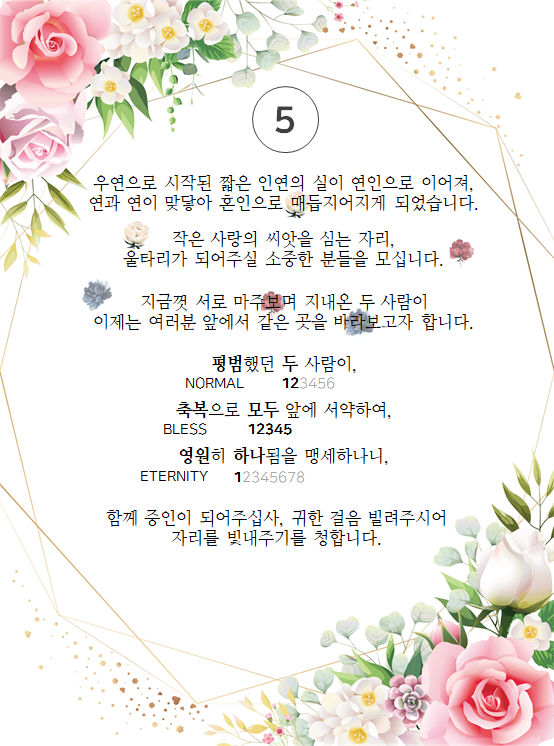 5
우연으로 시작된 짧은 인연의 실이 연인으로 이어져,
연과 연이 맞닿아 혼인으로 매듭지어지게 되었습니다.
작은 사랑의 씨앗을 심는 자리,
울타리가 되어주실 소중한 분들을 모십니다.
지금껏 서로 마주보며 지내온 두 사람이
이제는 여러분 앞에서 같은 곳을 바라보고자 합니다.
평범했던 두 사람이,
NORMAL 123456
축복으로 모두 앞에 서약하여,
BLESS 12345
영원히 하나됨을 맹세하나니,
ETERNITY 12345678
함께 증인이 되어주십사, 귀한 걸음 빌려주시어
자리를 빛내주기를 청합니다.